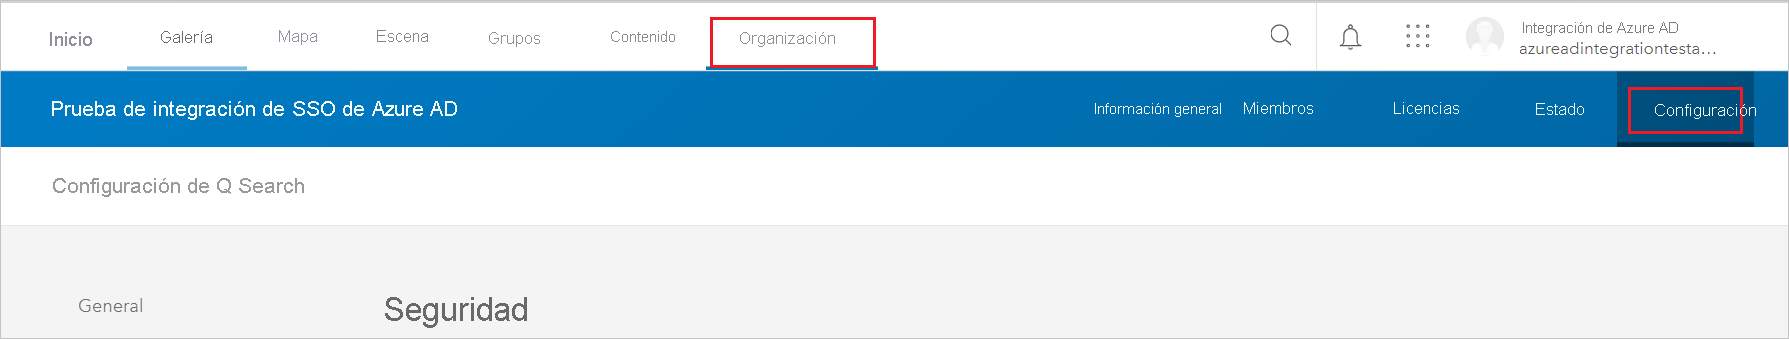 Inicio Galería Mapa Escena Grupos Contenido Organización Integración de Azure AD
azureadintegrationtesta...
Prueba de integración de SSO de Azure AD Información general Miembros Licencias Estado Configuración
Configuración de Q Search
General Seguridad